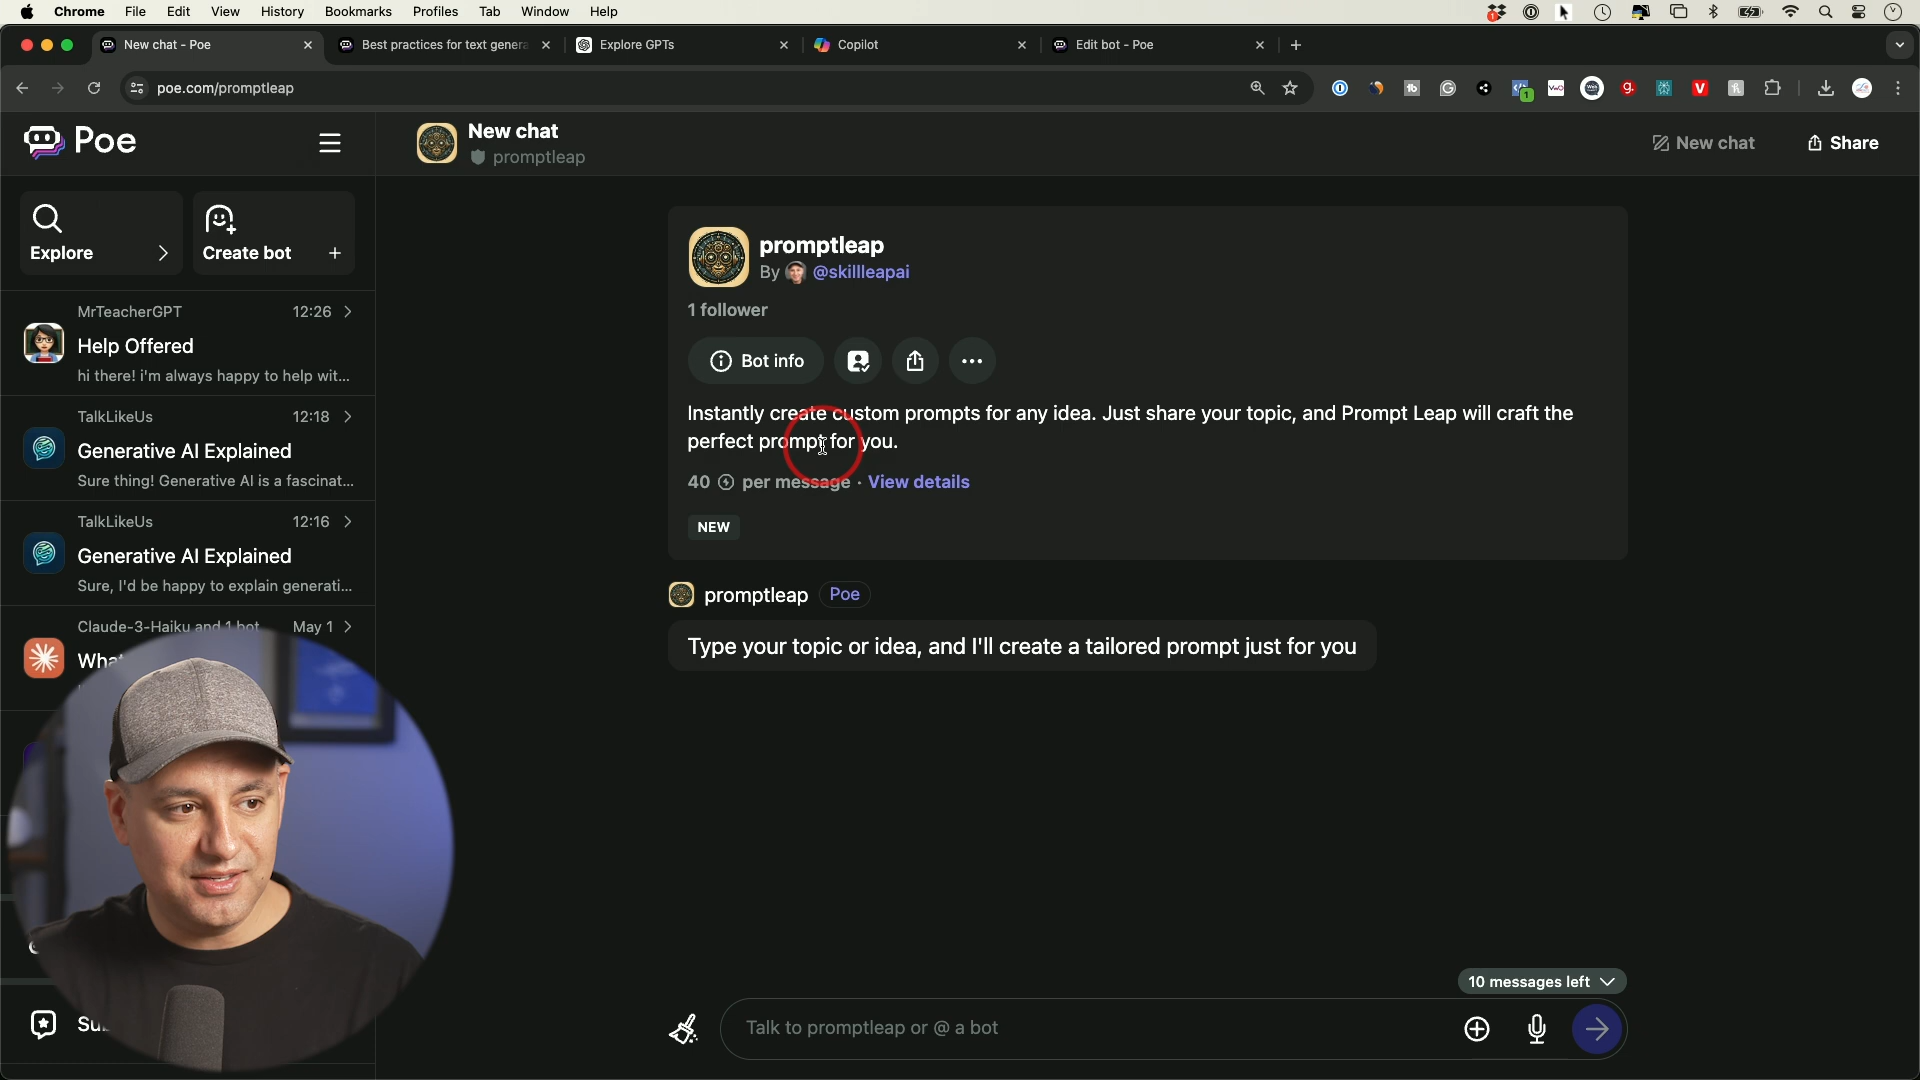 Chrome File Edit View History Bookmarks Profiles Tab Window Help
New chat - Poe
Best practices for text genera
Explore GPTs
Copilot
Edit bot - Poe
poe.com/promptleap
Poe
New chat
promptleap
New chat
Share
Explore
Create bot
MrTeacherGPT 12:26
Help Offered
hi there! i'm always happy to help wit...
TalkLikeUs 12:18
Generative AI Explained
Sure thing! Generative AI is a fascinat...
TalkLikeUs 12:16
Generative AI Explained
Sure, I'd be happy to explain generati...
Claude-3-Haiku and 1 bot May 1
promptleap
By @skillleapai
1 follower
Bot info
Instantly create custom prompts for any idea. Just share your topic, and Prompt Leap will craft the
perfect prompt for you.
40 per message · View details
NEW
promptleap Poe
Type your topic or idea, and I'll create a tailored prompt just for you
10 messages left
Talk to promptleap or @ a bot